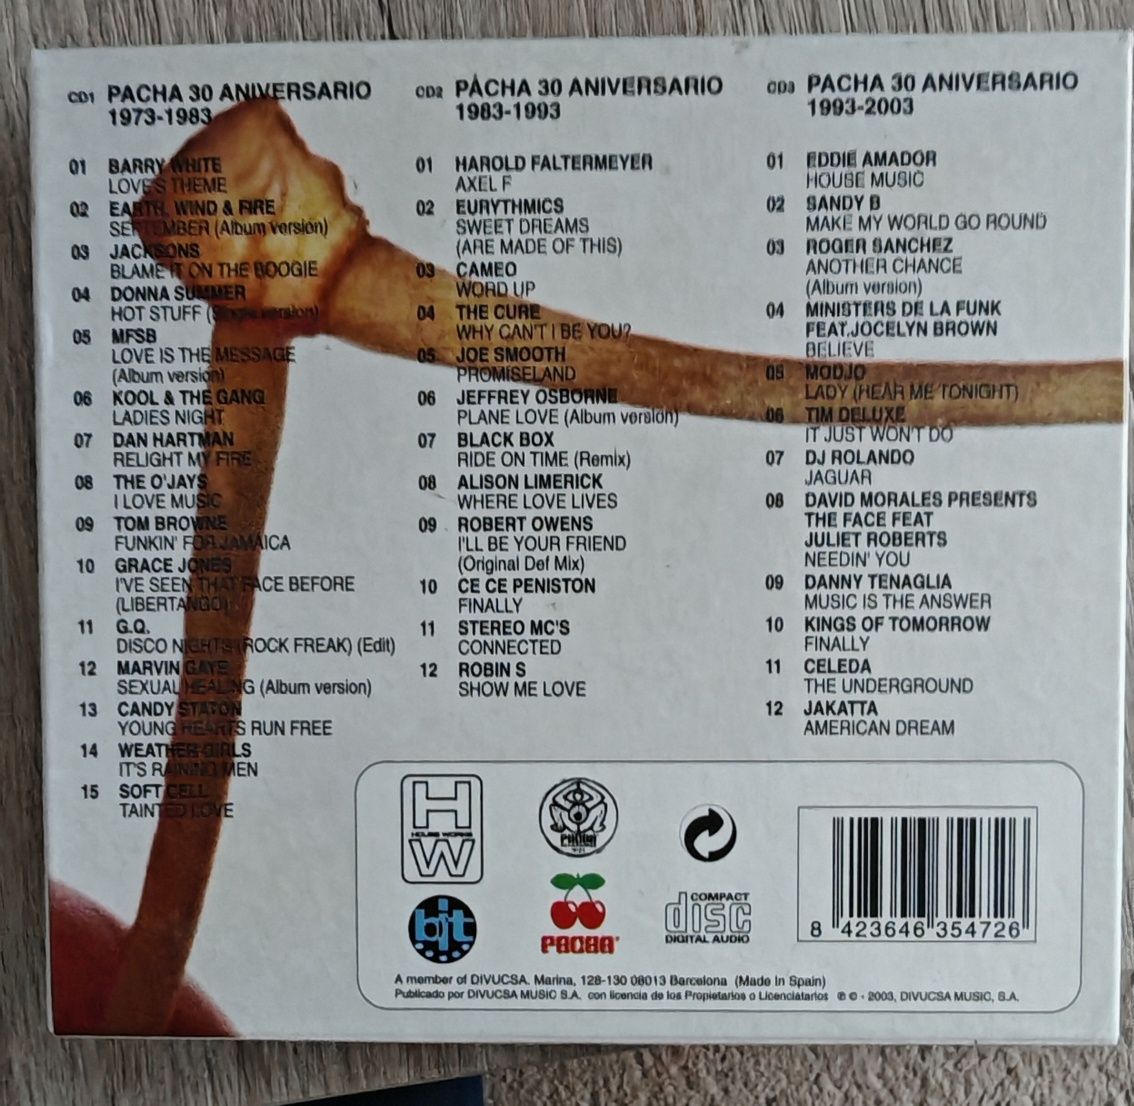 CD1 PACHA 30 ANIVERSARIO
1973-1983
01 BARRY WHITE
LOVE'S THEME
02 EARTH, WIND & FIRE
SEPTEMBER (Album versión)
03 JACKSONS
BLAME IT ON THE BOOGIE
04 DONNA SUMMER
HOT STUFF (Single version)
05 MFSB
LOVE IS THE MESSAGE
(Album version)
06 KOOL & THE GANG
LADIES NIGHT
07 DAN HARTMAN
RELIGHT MY FIRE
08 THE O'JAYS
I LOVE MUSIC
09 TOM BROWNE
FUNKIN' FOR JAMAICA
10 GRACE JONES
I'VE SEEN THAT FACE BEFORE
(LIBERTANGO)
11 G.Q.
DISCO NIGHTS (ROCK FREAK) (Edit)
12 MARVIN GAYE
SEXUAL HEALING (Album version)
13 CANDY STATON
YOUNG HEARTS RUN FREE
14 WEATHER GIRLS
IT'S RAINING MEN
15 SOFT CELL
TAINTED LOVE
CD2 PACHA 30 ANIVERSARIO
1983-1993
01 HAROLD FALTERMEYER
AXEL F
02 EURYTHMICS
SWEET DREAMS
(ARE MADE OF THIS)
03 CAMEO
WORD UP
04 THE CURE
WHY CAN'T I BE YOU?
05 JOE SMOOTH
PROMISELAND
06 JEFFREY OSBORNE
PLANE LOVE (Album versión)
07 BLACK BOX
RIDE ON TIME (Remix)
08 ALISON LIMERICK
WHERE LOVE LIVES
09 ROBERT OWENS
I'LL BE YOUR FRIEND
(Original Def Mix)
10 CE CE PENISTON
FINALLY
11 STEREO MC'S
CONNECTED
12 ROBIN S
SHOW ME LOVE
CD3 PACHA 30 ANIVERSARIO
1993-2003
01 EDDIE AMADOR
HOUSE MUSIC
02 SANDY B
MAKE MY WORLD GO ROUND
03 ROGER SANCHEZ
ANOTHER CHANCE
(Album version)
04 MINISTERS DE LA FUNK
FEAT.JOCELYN BROWN
BELIEVE
05 MODJO
LADY (HEAR ME TONIGHT)
06 TIM DELUXE
IT JUST WON'T DO
07 DJ ROLANDO
JAGUAR
08 DAVID MORALES PRESENTS
THE FACE FEAT
JULIET ROBERTS
NEEDIN' YOU
09 DANNY TENAGLIA
MUSIC IS THE ANSWER
10 KINGS OF TOMORROW
FINALLY
11 CELEDA
THE UNDERGROUND
12 JAKATTA
AMERICAN DREAM
H
HOUSE WORKS
W
bit
PACHA
COMPACT
disc
DIGITAL AUDIO
8 423646 354726
A member of DIVUCSA. Marina, 128-130 08013 Barcelona (Made in Spain)
Publicado por DIVUCSA MUSIC S.A. con licencia de los Propietarios o Licenciatarios ℗ © - 2003, DIVUCSA MUSIC, S.A.